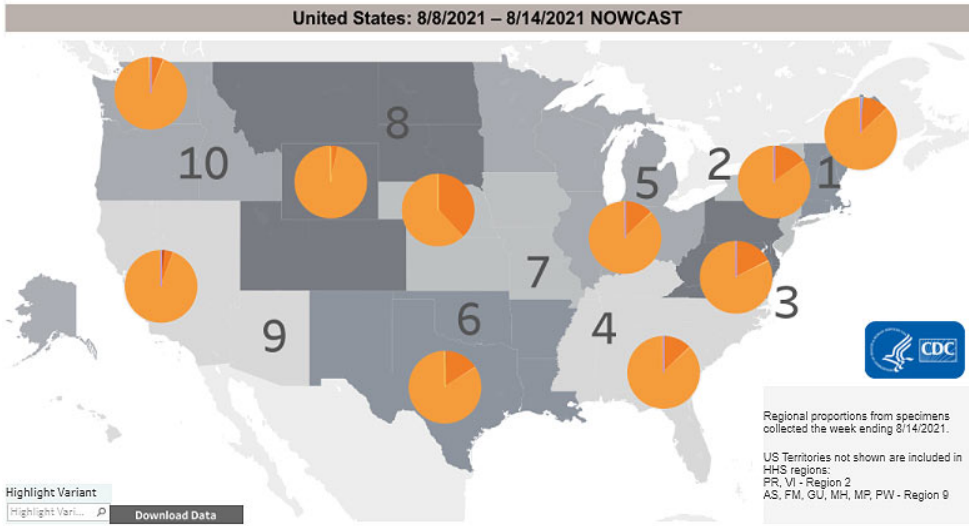 United States: 8/8/2021 – 8/14/2021 NOWCAST
8
10
2
1
5
7
3
6
4
9
CDC
Regional proportions from specimens
collected the week ending 8/14/2021.
US Territories not shown are included in
HHS regions:
PR, VI - Region 2
AS, FM, GU, MH, MP, PW - Region 9
Highlight Variant
Highlight Vari...
Download Data